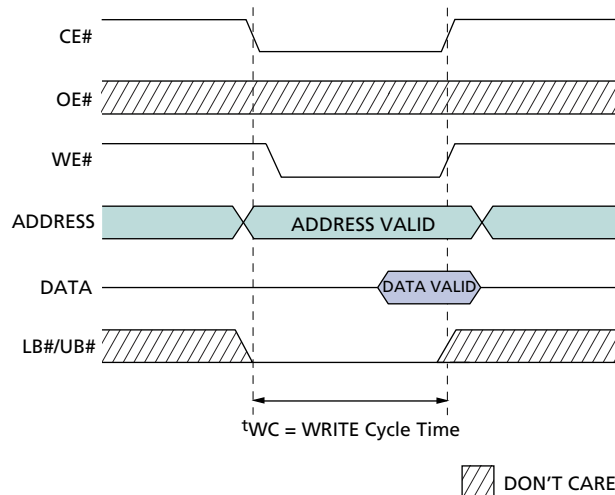 CE#
OE#
WE#
ADDRESS
ADDRESS VALID
DATA
DATA VALID
LB#/UB#
tWC = WRITE Cycle Time
DON'T CARE